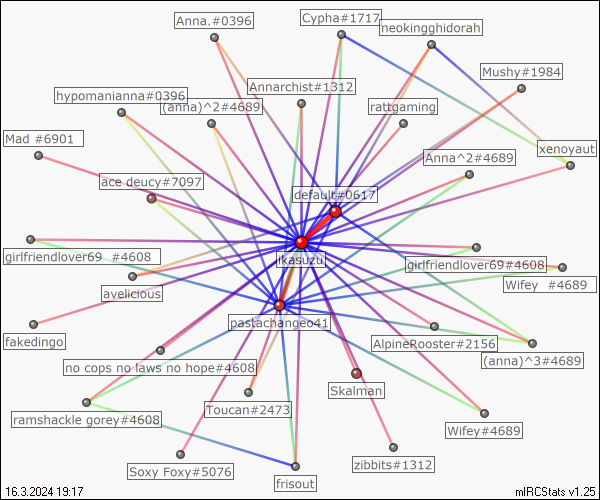 Anna.#0396
Cypha#1717
neokingghidorah
Mushy#1984
hypomanianna#0396
Annarchist#1312
(anna)^2#4689
rattgaming
Mad #6901
Anna^2#4689
xenoyaut
ace deucy#7097
default#0617
girlfriendlover69 #4608
ikasuzu
girlfriendlover69#4608
Wifey #4689
avelicious
pastachangeo41
fakedingo
AlpineRooster#2156
(anna)^3#4689
no cops no laws no hope#4608
Skalman
ramshackle gorey#4608
Toucan#2473
Wifey#4689
Soxy Foxy#5076
frisout
zibbits#1312
16.3.2024 19:17
mIRCStats v1.25